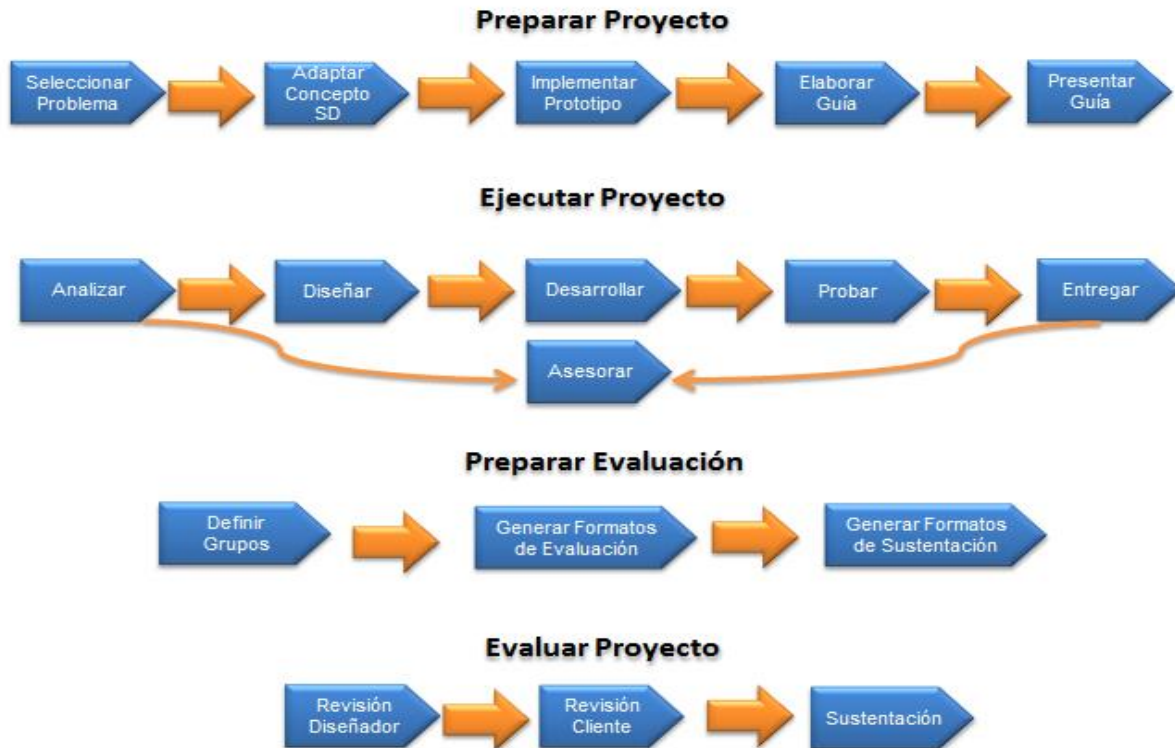 Preparar Proyecto
Seleccionar
Problema
Adaptar
Concepto
SD
Implementar
Prototipo
Elaborar
Guía
Presentar
Guía
Ejecutar Proyecto
Analizar
Diseñar
Desarrollar
Probar
Entregar
Asesorar
Preparar Evaluación
Definir
Grupos
Generar Formatos
de Evaluación
Generar Formatos
de Sustentación
Evaluar Proyecto
Revisión
Diseñador
Revisión
Cliente
Sustentación